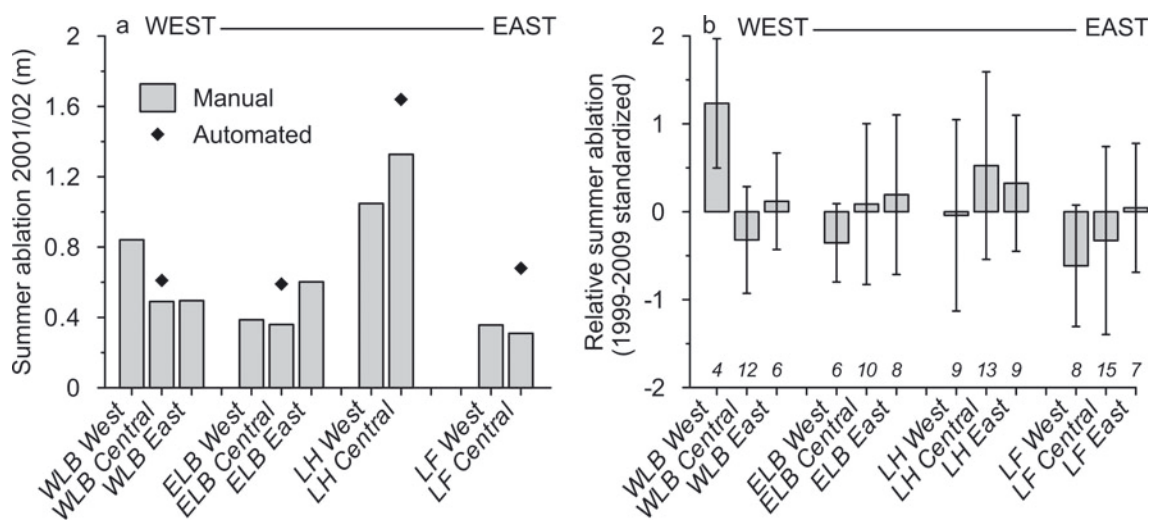 a WEST EAST
Summer ablation 2001/02 (m)
2
1.6
1.2
0.8
0.4
0
Manual
Automated
WLB West
WLB Central
WLB East
ELB West
ELB Central
ELB East
LH West
LH Central
LF West
LF Central
b WEST EAST
Relative summer ablation
(1999-2009 standardized)
2
1
0
-1
-2
4 12 6 6 10 8 9 13 9 8 15 7
WLB West
WLB Central
WLB East
ELB West
ELB Central
ELB East
LH West
LH Central
LH East
LF West
LF Central
LF East